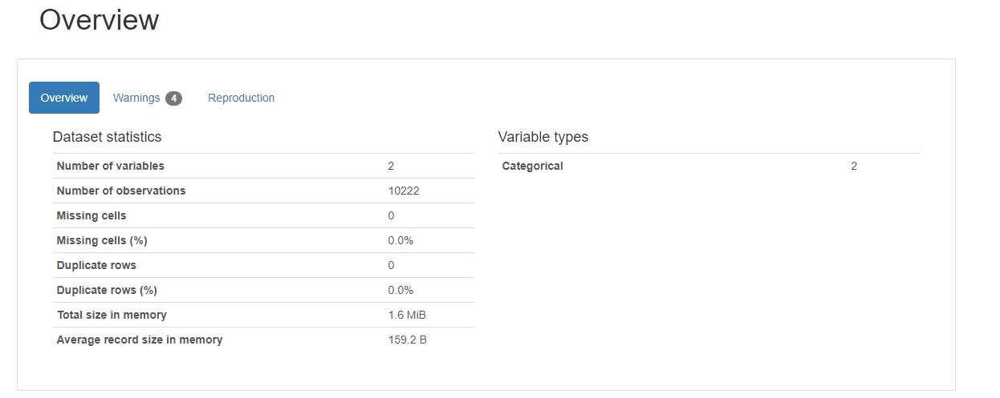 Overview
Overview
Warnings 4
Reproduction
Dataset statistics
Number of variables 2
Number of observations 10222
Missing cells 0
Missing cells (%) 0.0%
Duplicate rows 0
Duplicate rows (%) 0.0%
Total size in memory 1.6 MiB
Average record size in memory 159.2 B
Variable types
Categorical 2